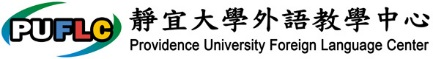 PUFLC
靜宜大學外語教學中心
Providence University Foreign Language Center